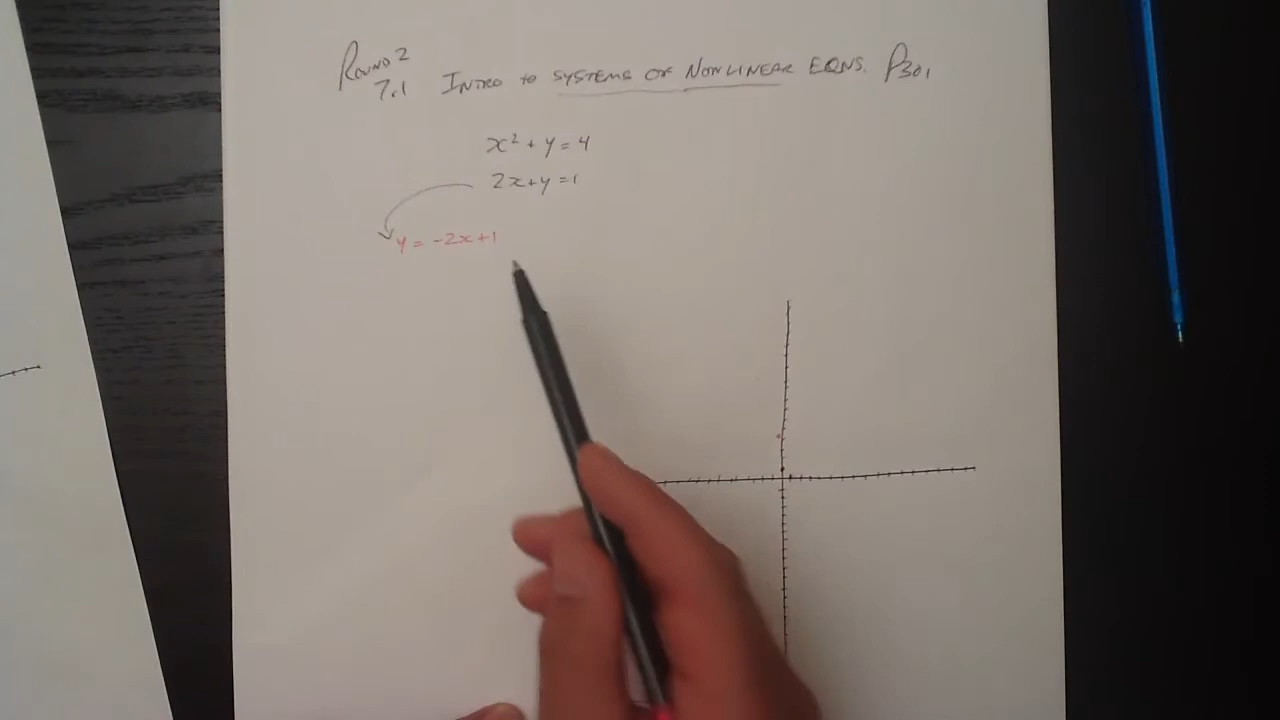 ROUND 2
7.1 INTRO to SYSTEMS OF NONLINEAR EQNS. P301
x² + y = 4
2x+y=1
y = -2x+1